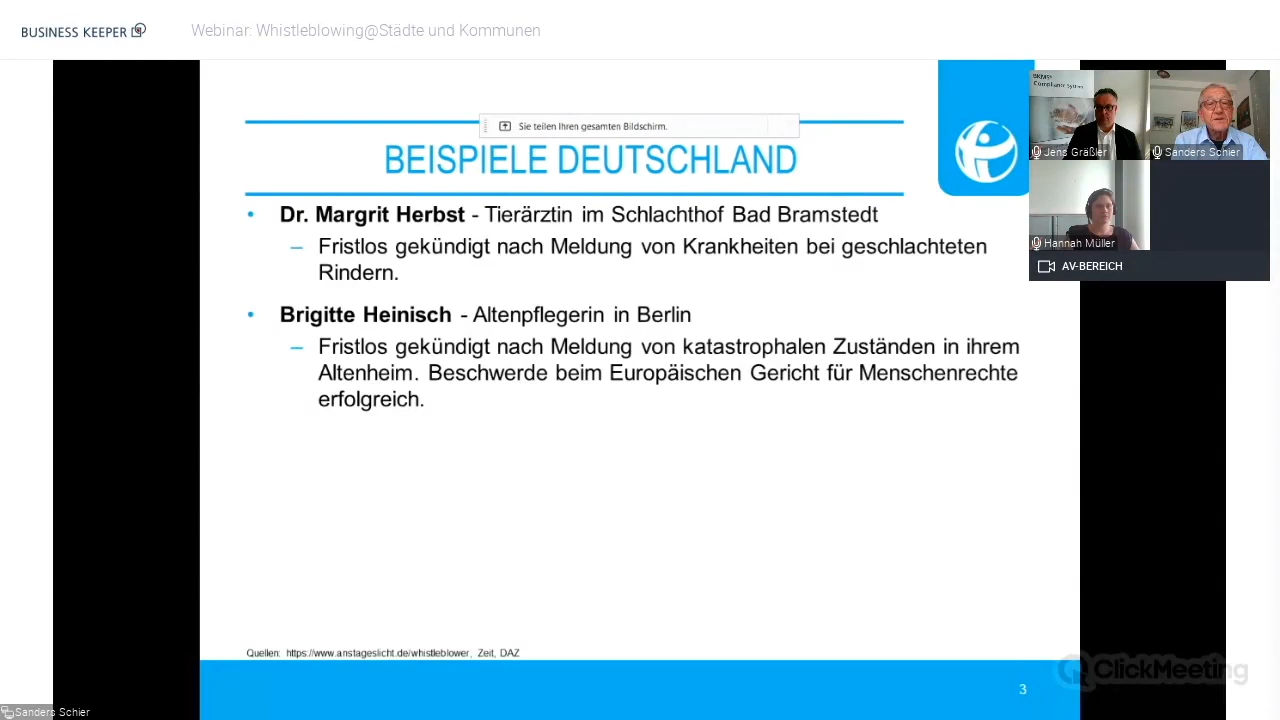 BUSINESS KEEPER
Webinar: Whistleblowing@Städte und Kommunen
Sie teilen Ihren gesamten Bildschirm.
BEISPIELE DEUTSCHLAND
• Dr. Margrit Herbst - Tierärztin im Schlachthof Bad Bramstedt
– Fristlos gekündigt nach Meldung von Krankheiten bei geschlachteten
Rindern.
• Brigitte Heinisch - Altenpflegerin in Berlin
– Fristlos gekündigt nach Meldung von katastrophalen Zuständen in ihrem
Altenheim. Beschwerde beim Europäischen Gericht für Menschenrechte
erfolgreich.
Quellen: https://www.anstageslicht.de/whistleblower, Zeit, DAZ
3
BKMS®
Compliance System
Jens Gräßler
Sanders Schier
Hannah Müller
AV-BEREICH
ClickMeeting
Sanders Schier